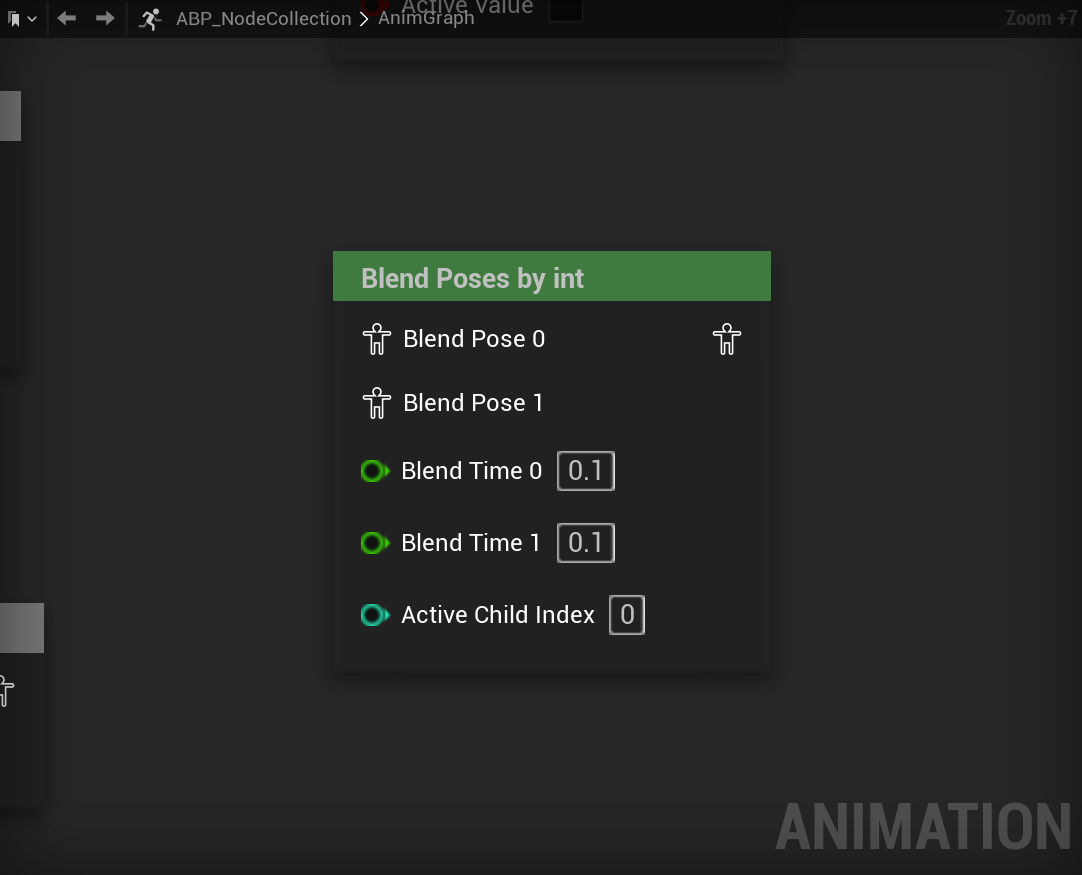 Active Value
ABP_NodeCollection > AnimGraph
Zoom +7
Blend Poses by int
Blend Pose 0
Blend Pose 1
Blend Time 0 0.1
Blend Time 1 0.1
Active Child Index 0
ANIMATION